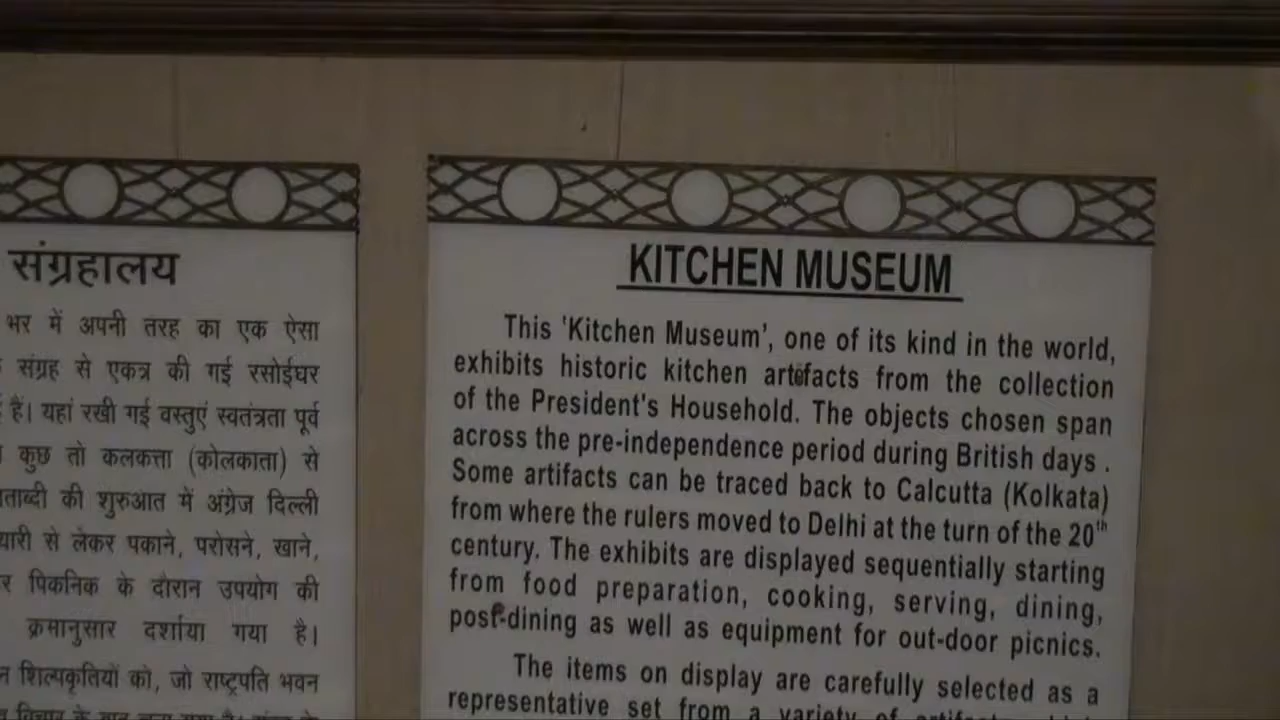 संग्रहालय
भर में अपनी तरह का एक ऐसा
संग्रह से एकत्र की गई रसोईघर
हैं। यहां रखी गई वस्तुएं स्वतंत्रता पूर्व
कुछ तो कलकत्ता (कोलकाता) से
की शुरुआत में अंग्रेज दिल्ली
से लेकर पकाने, परोसने, खाने,
पिकनिक के दौरान उपयोग की
क्रमानुसार दर्शाया गया है।
शिल्पकृतियों को, जो राष्ट्रपति भवन
KITCHEN MUSEUM
This 'Kitchen Museum', one of its kind in the world,
exhibits historic kitchen artefacts from the collection
of the President's Household. The objects chosen span
across the pre-independence period during British days .
Some artifacts can be traced back to Calcutta (Kolkata)
from where the rulers moved to Delhi at the turn of the 20th
century. The exhibits are displayed sequentially starting
from food preparation, cooking, serving, dining,
post-dining as well as equipment for out-door picnics.
The items on display are carefully selected as a
representative set from a variety of